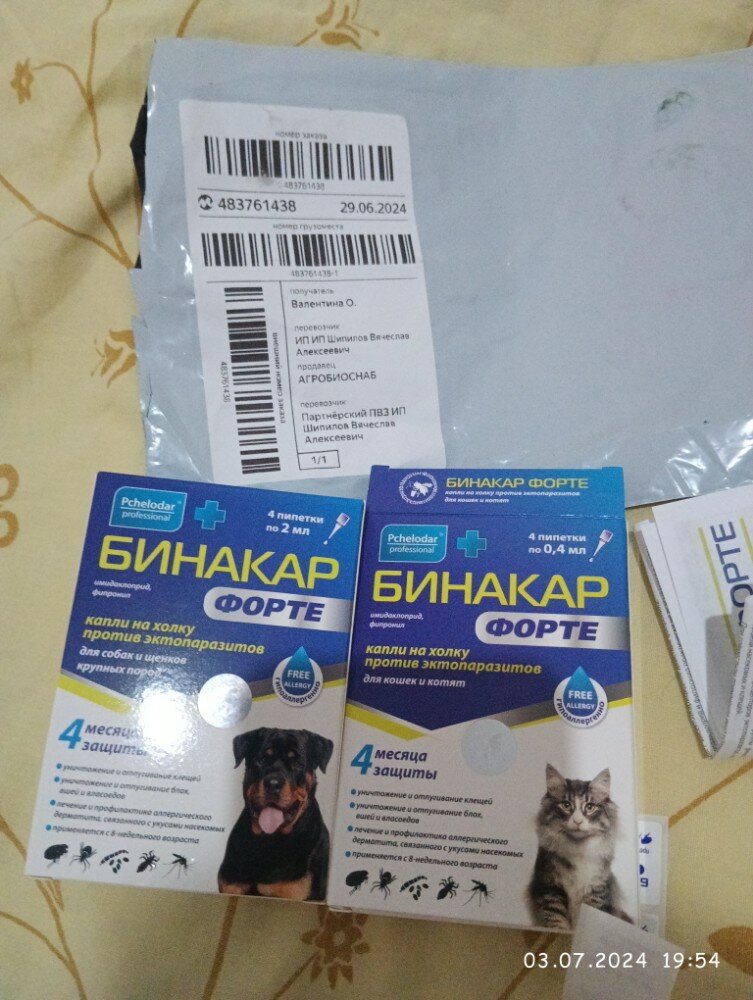 номер заказа
483761438
483761438
29.06.2024
номер грузоместа
483761438-1
получатель
Валентина О.
перевозчик
ИП ИП Шипилов Вячеслав
Алексеевич
продавец
АГРОБИОСНАБ
перевозчик
Партнёрский ПВЗ ИП
Шипилов Вячеслав
Алексеевич
1/1
483761438
внешний номер заказа
Pchelodar
professional
4 пипетки
по 2 мл
БИНАКАР
имидаклоприд,
фипронил
ФОРТЕ
капли на холку
против эктопаразитов
для собак и щенков
крупных пород
FREE
ALLERGY
гипоаллергенно
4 месяца
защиты
уничтожение и отпугивание клещей
уничтожение и отпугивание блох,
вшей и власоедов
лечение и профилактика аллергического
дерматита, связанного с укусами насекомых
применяется с 8-недельного возраста
БИНАКАР ФОРТЕ
капли на холку против эктопаразитов
для кошек и котят
Pchelodar
professional
4 пипетки
по 0,4 мл
БИНАКАР
имидаклоприд,
фипронил
ФОРТЕ
капли на холку
против эктопаразитов
для кошек и котят
FREE
ALLERGY
гипоаллергенно
4 месяца
защиты
уничтожение и отпугивание клещей
уничтожение и отпугивание блох,
вшей и власоедов
лечение и профилактика аллергического
дерматита, связанного с укусами насекомых
применяется с 8-недельного возраста
ФОРТЕ
03.07.2024 19:54